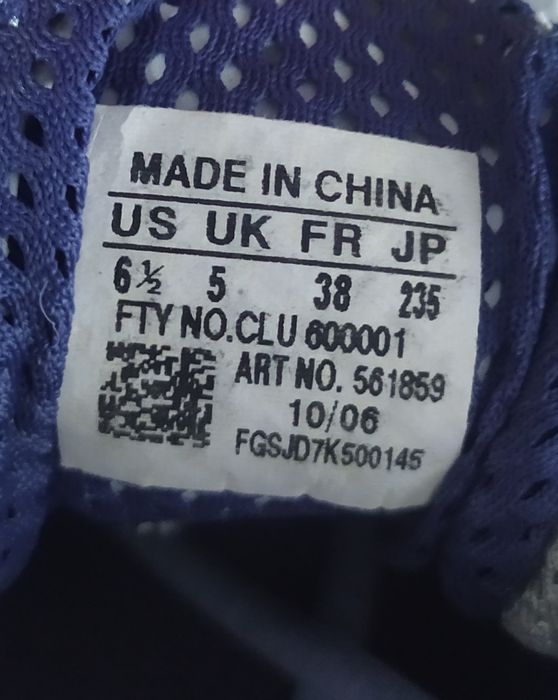 MADE IN CHINA
US UK FR JP
6½ 5 38 235
FTY NO.CLU 600001
ART NO. 561859
10/06
FGSJD7K500145